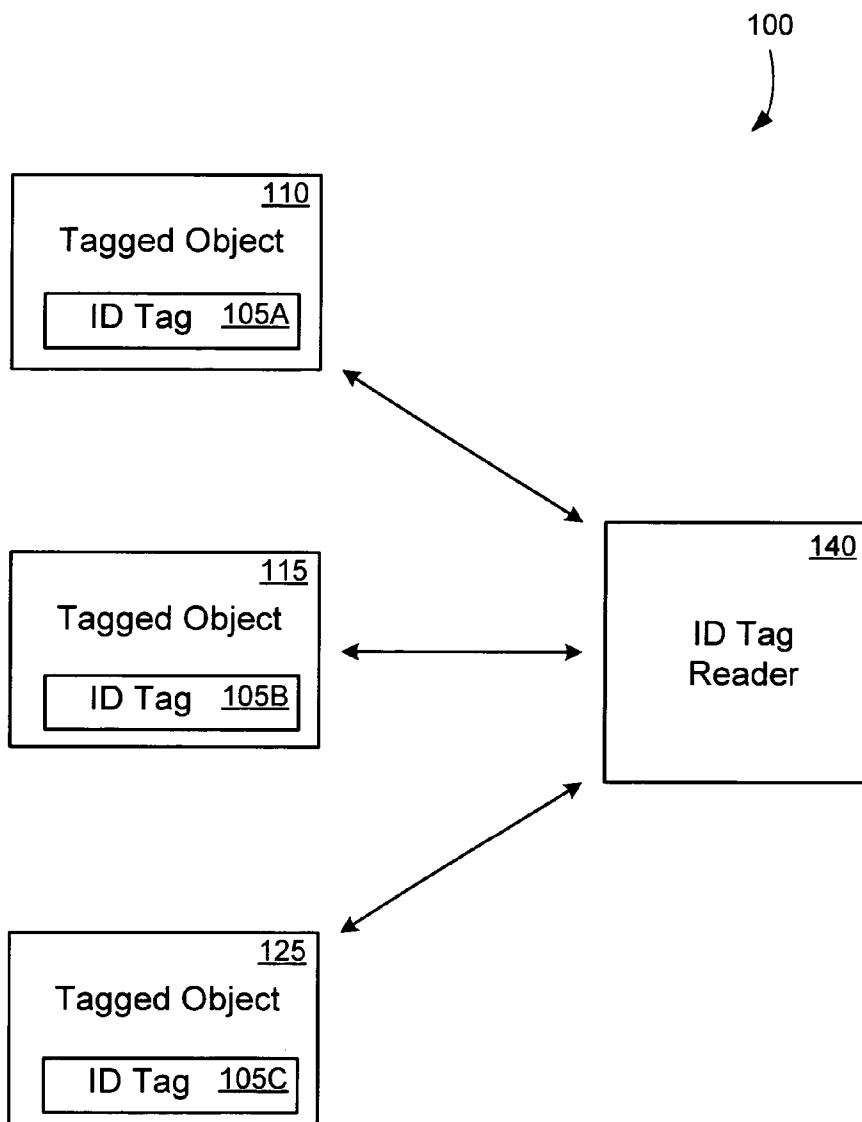 100
110
Tagged Object
ID Tag 105A
115
Tagged Object
ID Tag 105B
140
ID Tag
Reader
125
Tagged Object
ID Tag 105C